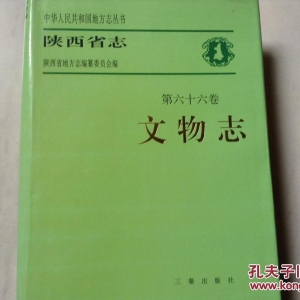 中华人民共和国地方志丛书
陕西省志
陕西省地方志编纂委员会编
第六十六卷
文物志
三秦出版社
孔夫子旧书网